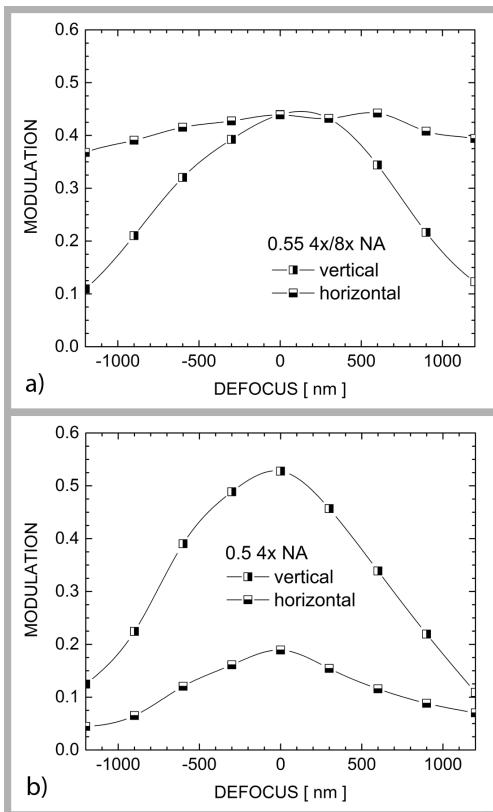 0.6
0.5
0.4
0.3
0.2
0.1
0.0
MODULATION
0.55 4x/8x NA
vertical
horizontal
-1000 -500 0 500 1000
DEFOCUS [ nm ]
a)
0.6
0.5
0.4
0.3
0.2
0.1
0.0
MODULATION
0.5 4x NA
vertical
horizontal
-1000 -500 0 500 1000
DEFOCUS [ nm ]
b)